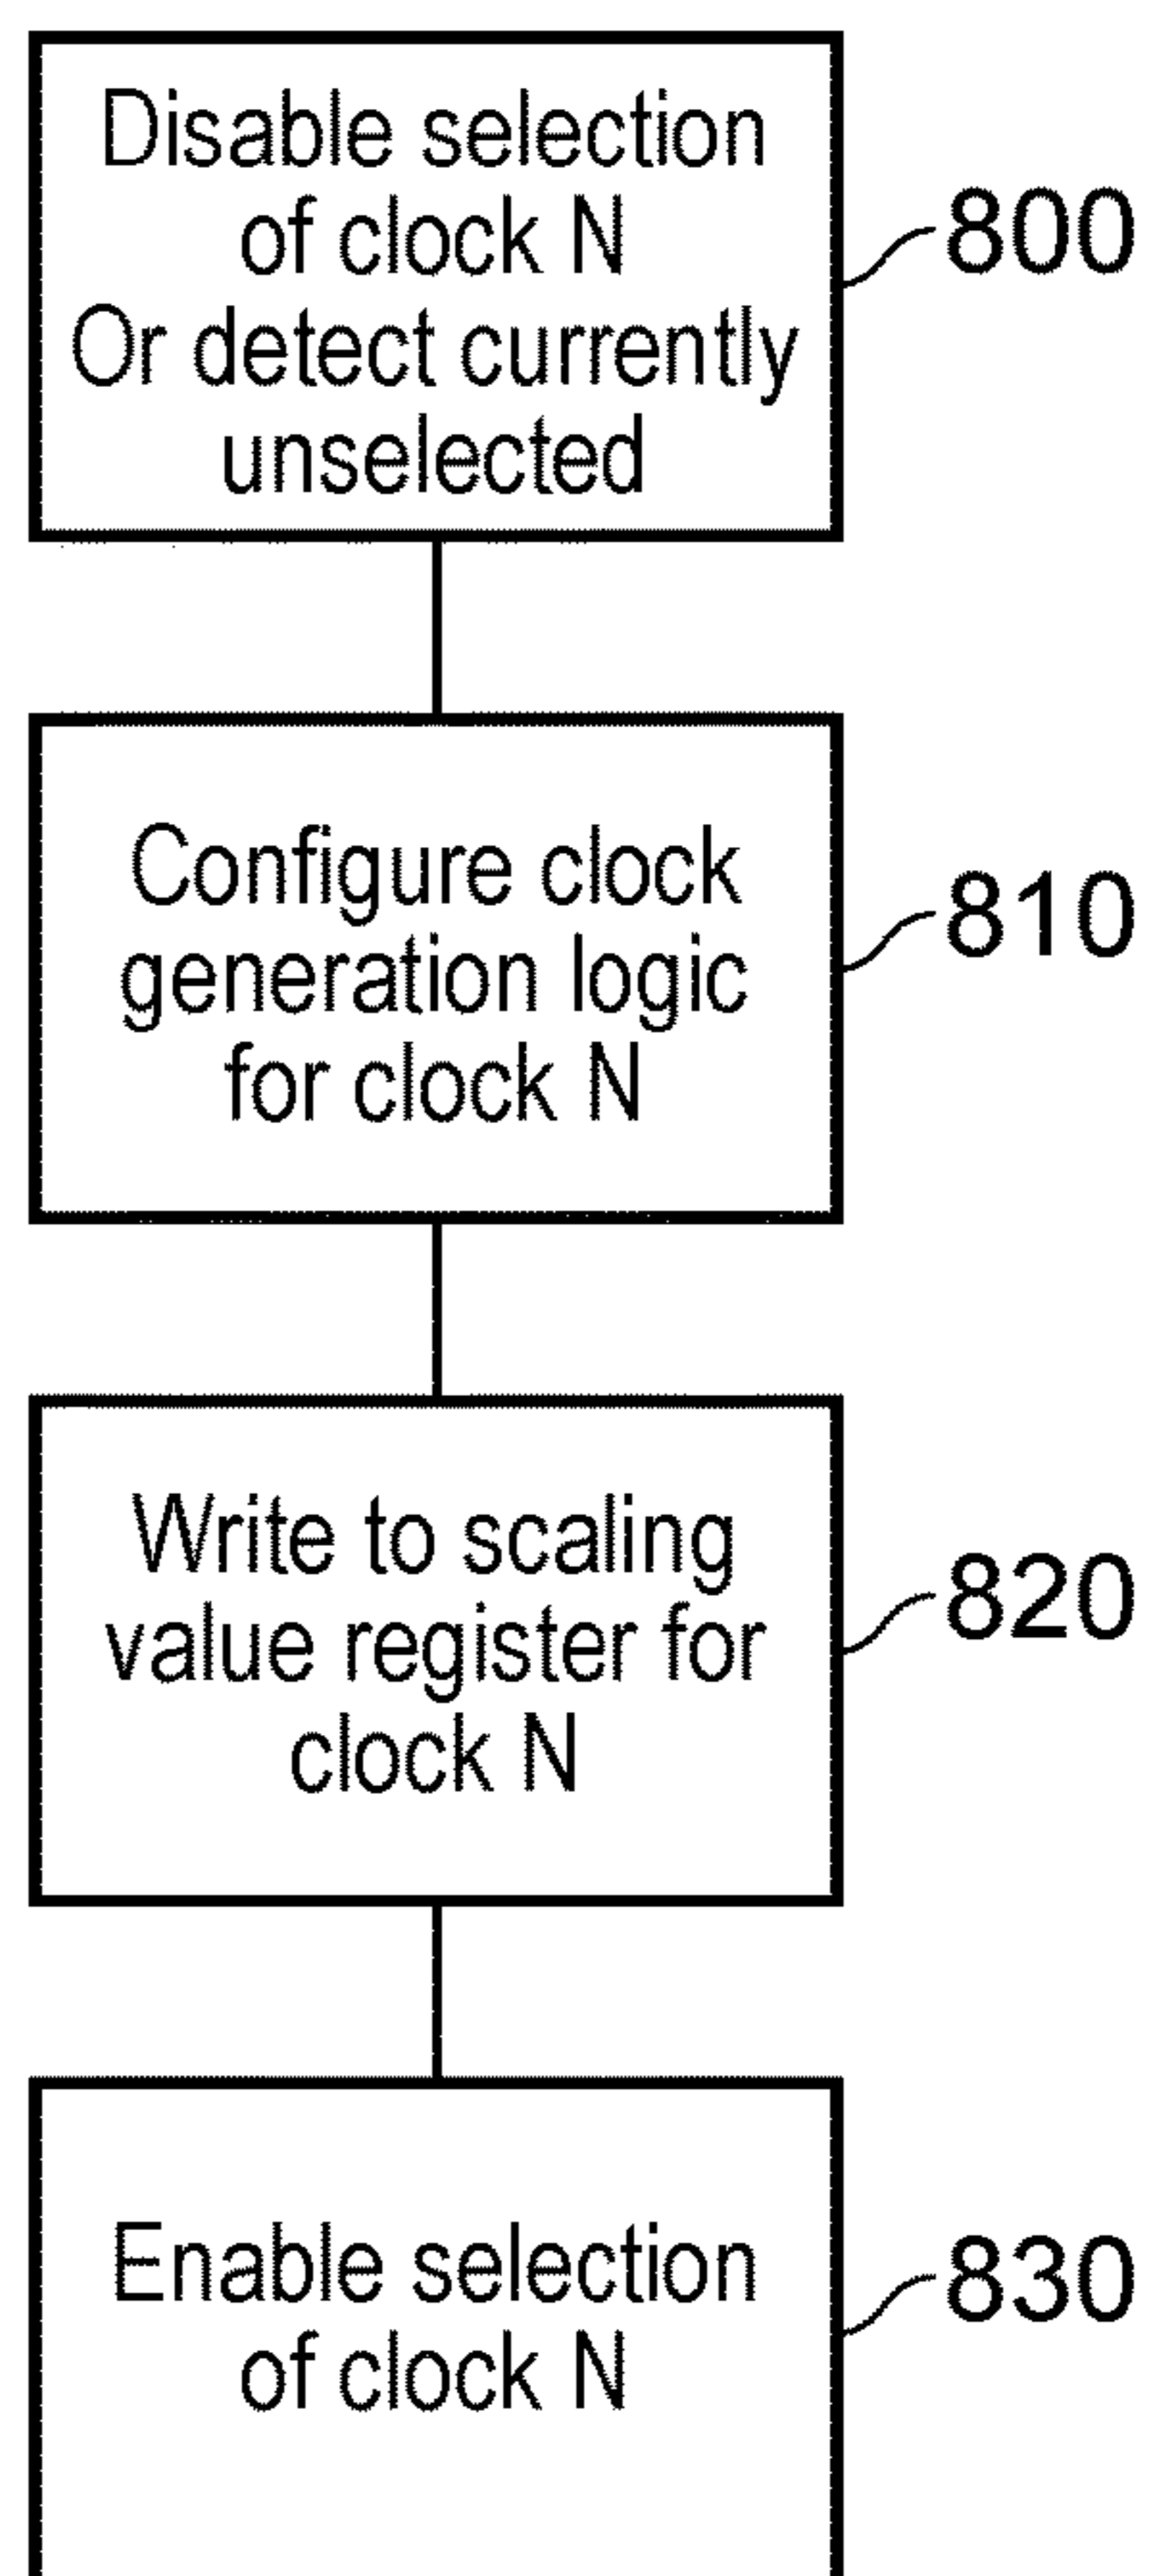 Disable selection
of clock N
Or detect currently
unselected
800
Configure clock
generation logic
for clock N
810
Write to scaling
value register for
clock N
820
Enable selection
of clock N
830